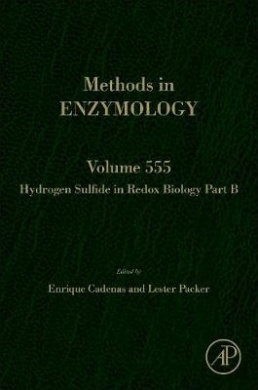 Methods in
ENZYMOLOGY
Volume 555
Hydrogen Sulfide in Redox Biology Part B
Edited by
Enrique Cadenas and Lester Packer
AP